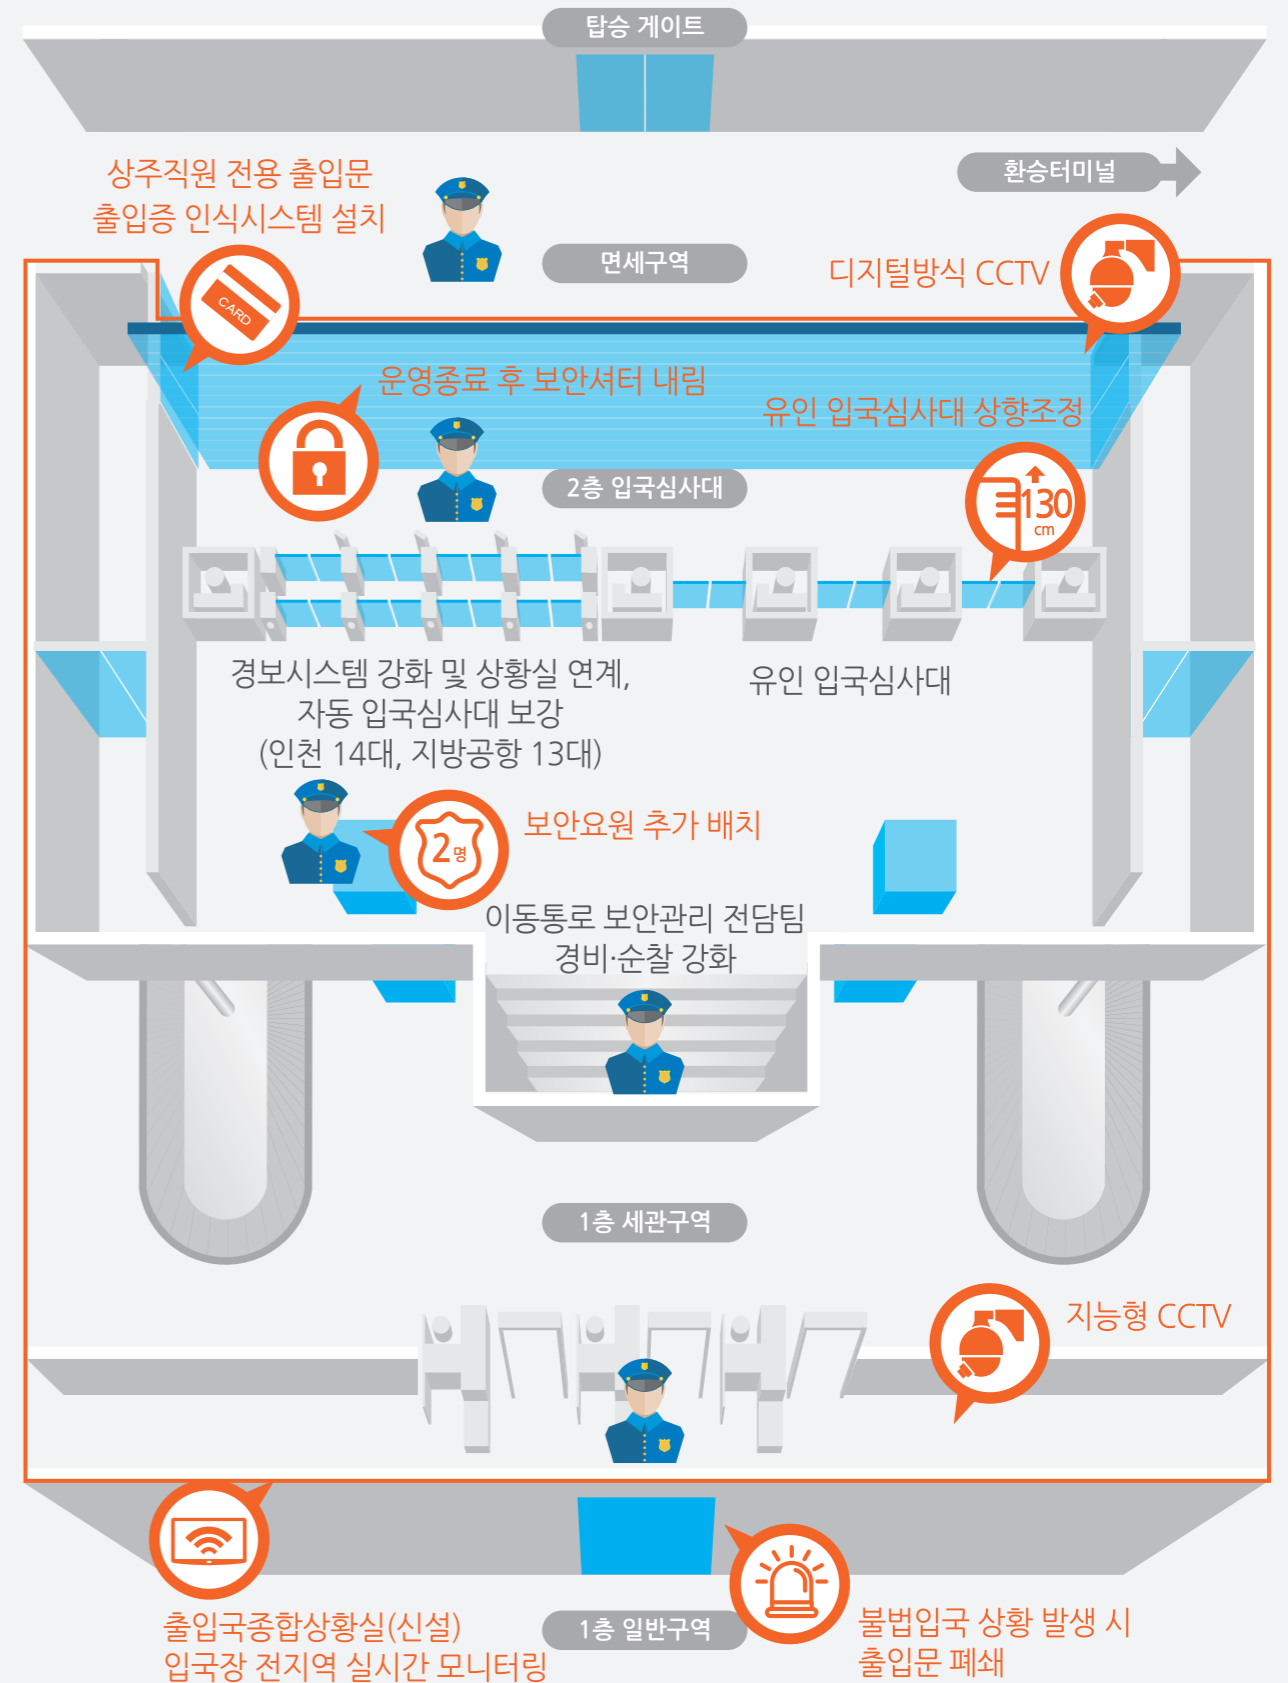 탑승 게이트
환승터미널
상주직원 전용 출입문
출입증 인식시스템 설치
면세구역
디지털방식 CCTV
CARD
운영종료 후 보안셔터 내림
유인 입국심사대 상향조정
2층 입국심사대
130
cm
경보시스템 강화 및 상황실 연계,
자동 입국심사대 보강
(인천 14대, 지방공항 13대)
유인 입국심사대
2명
보안요원 추가 배치
이동통로 보안관리 전담팀
경비·순찰 강화
1층 세관구역
지능형 CCTV
출입국종합상황실(신설)
입국장 전지역 실시간 모니터링
1층 일반구역
불법입국 상황 발생 시
출입문 폐쇄